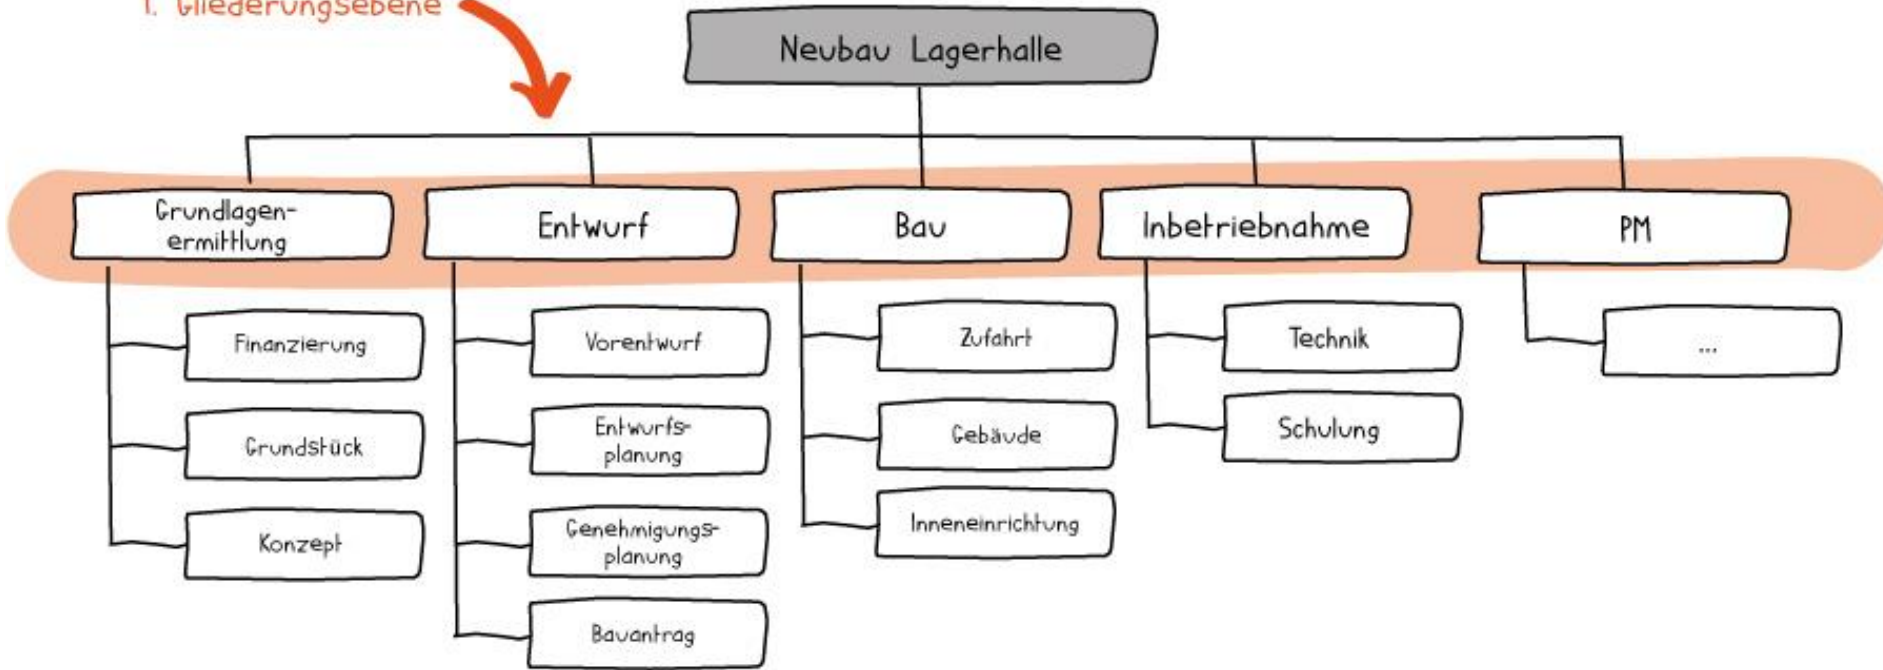 1. Gliederungsebene
Neubau Lagerhalle
Grundlagen-
ermittlung
Entwurf
Bau
Inbetriebnahme
PM
Finanzierung
Grundstück
Konzept
Vorentwurf
Entwurfs-
planung
Genehmigungs-
planung
Bauantrag
Zufahrt
Gebäude
Inneneinrichtung
Technik
Schulung
...